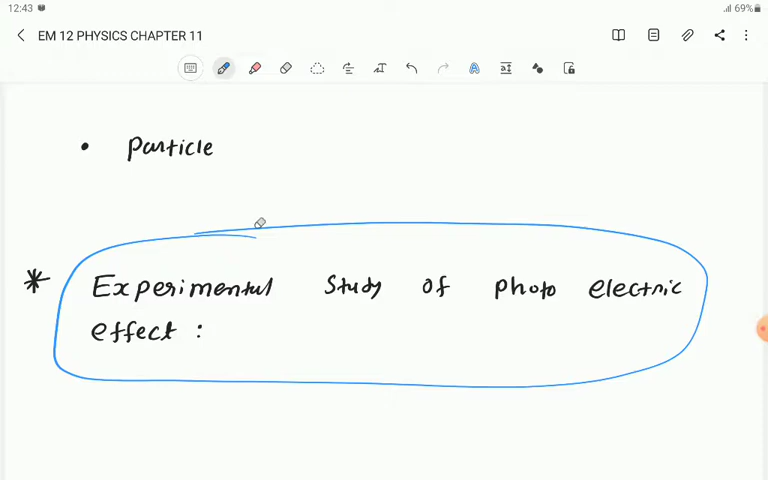 12:43 69%
EM 12 PHYSICS CHAPTER 11
• Particle
* Experimental Study of photo electric
effect :